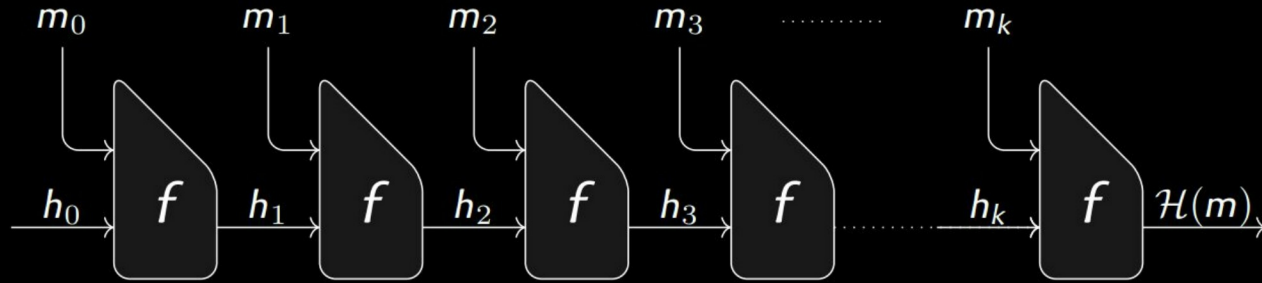 m₀ m₁ m₂ m₃ ........... mₖ
f f f f f
h₀ h₁ h₂ h₃ hₖ ℋ(m)